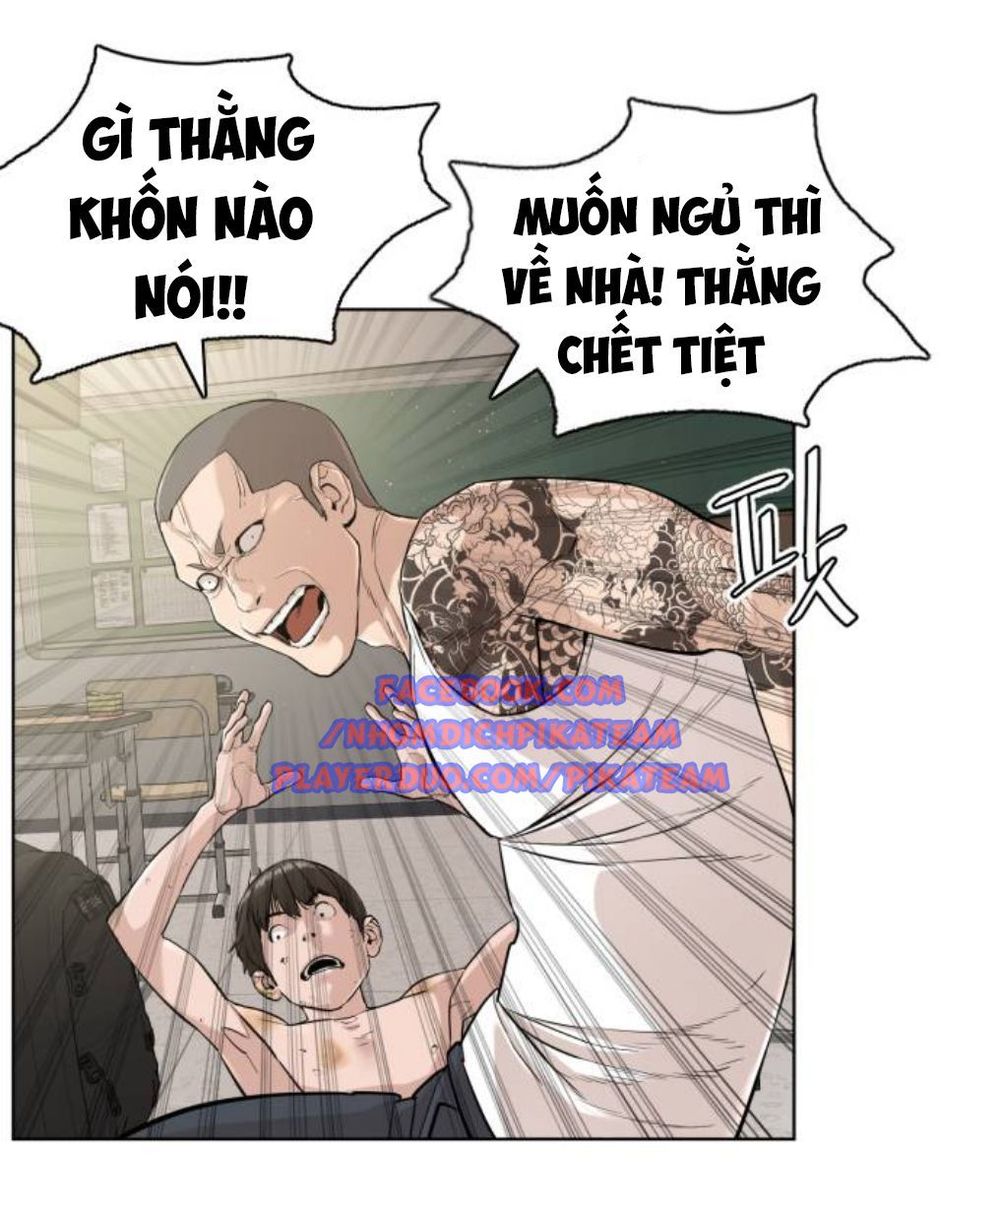 GÌ THẰNG
KHỐN NÀO
NÓI!!
MUỐN NGỦ THÌ
VỀ NHÀ! THẰNG
CHẾT TIỆT
팟
FACEBOOK.COM
/NHOMDICHPIKATEAM
PLAYERDUO.COM/PIKATEAM